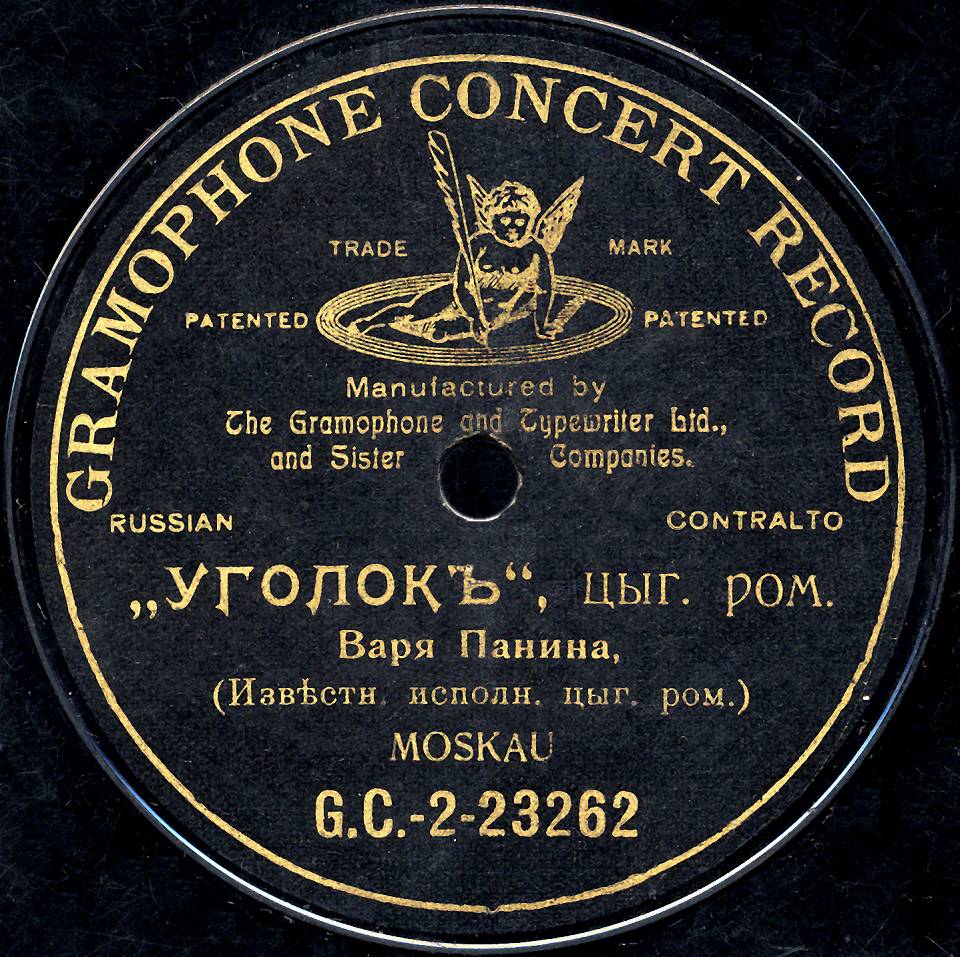 GRAMOPHONE CONCERT RECORD
TRADE MARK
PATENTED PATENTED
Manufactured by
The Gramophone and Typewriter Ltd.,
and Sister Companies.
RUSSIAN CONTRALTO
„УГОЛОКЪ“, цыг. ром.
Варя Панина,
(Извѣстн. исполн. цыг. ром.)
MOSKAU
G.C.-2-23262